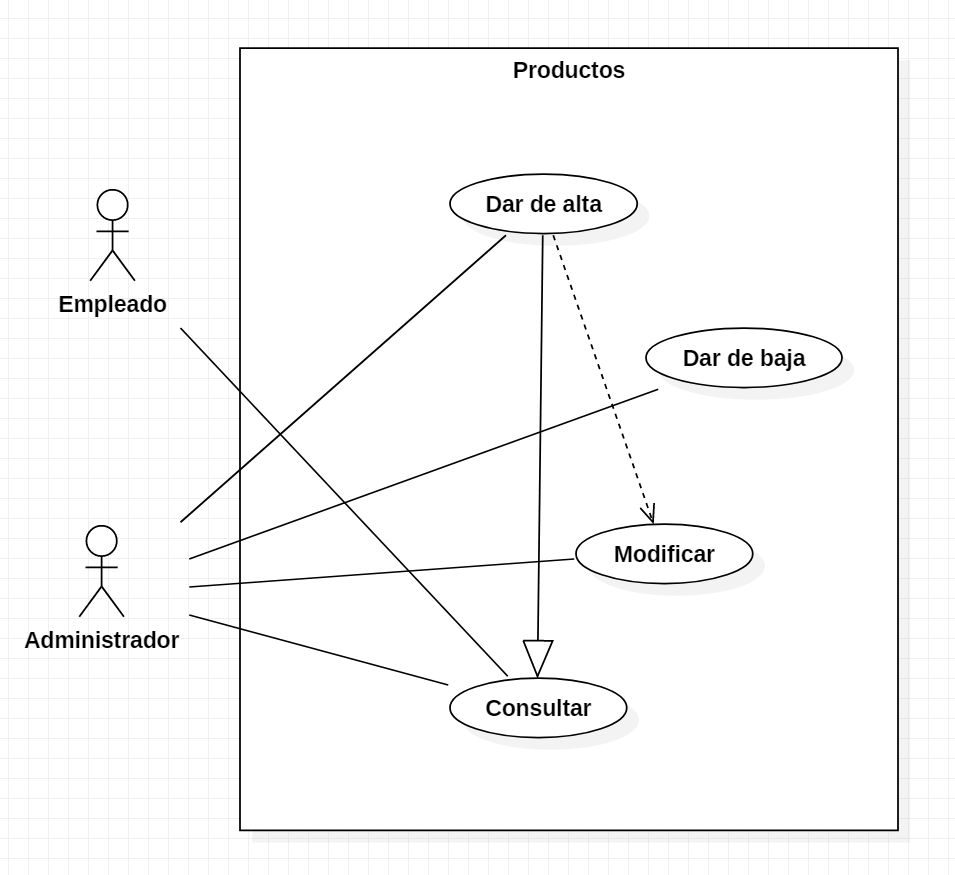 Productos
Dar de alta
Empleado
Dar de baja
Modificar
Administrador
Consultar